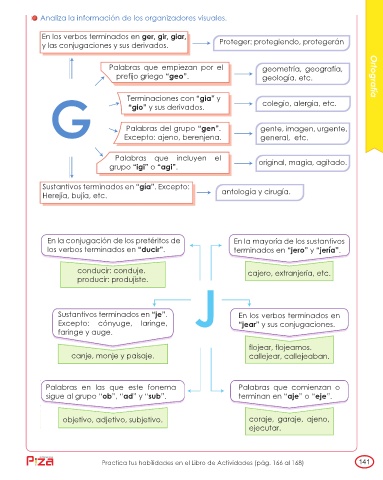 Analiza la información de los organizadores visuales.
En los verbos terminados en ger, gir, giar,
y las conjugaciones y sus derivados.
Proteger: protegiendo, protegerán
Palabras que empiezan por el
prefijo griego "geo".
geometría, geografía,
geología, etc.
Terminaciones con "gia" y
"gio" y sus derivados.
colegio, alergia, etc.
G
Palabras del grupo "gen".
Excepto: ajeno, berenjena.
gente, imagen, urgente,
general, etc.
Palabras que incluyen el
grupo "igi" o "agi".
original, magia, agitado.
Sustantivos terminados en "gía". Excepto:
Herejía, bujía, etc.
antología y cirugía.
Ortografía
En la conjugación de los pretéritos de
los verbos terminados en "ducir".
En la mayoría de los sustantivos
terminados en "jero" y "jería".
conducir: conduje,
producir: produjiste.
cajero, extranjería, etc.
J
Sustantivos terminados en "je".
Excepto: cónyuge, laringe,
faringe y auge.
En los verbos terminados en
"jear" y sus conjugaciones.
canje, monje y paisaje.
flojear, flojeamos.
callejear, callejeaban.
Palabras en las que este fonema
sigue al grupo "ob", "ad" y "sub".
Palabras que comienzan o
terminan en "aje" o "eje".
objetivo, adjetivo, subjetivo.
coraje, garaje, ajeno,
ejecutar.
Piza
Practica tus habilidades en el Libro de Actividades (pág. 166 al 168)
141